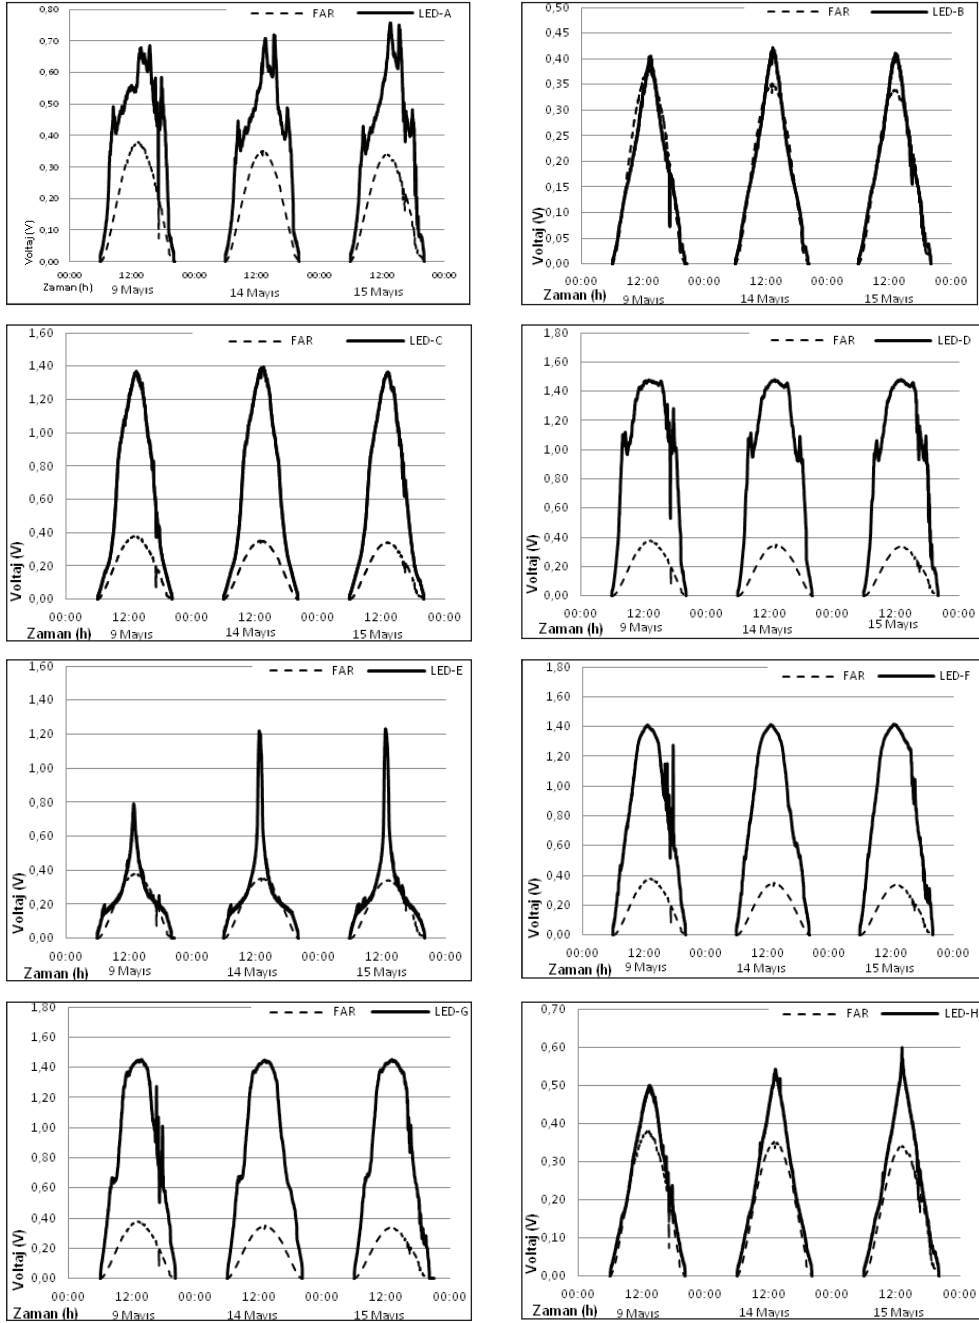 FAR LED-A
0,80
0,70
0,60
0,50
0,40
0,30
0,20
0,10
0,00
Voltaj (V)
00:00 12:00 00:00 12:00 00:00 12:00 00:00
Zaman (h)
9 Mayıs 14 Mayıs 15 Mayıs
FAR LED-B
0,50
0,45
0,40
0,35
0,30
0,25
0,20
0,15
0,10
0,05
0,00
Voltaj (V)
00:00 12:00 00:00 12:00 00:00 12:00 00:00
Zaman (h)
9 Mayıs 14 Mayıs 15 Mayıs
FAR LED-C
1,60
1,40
1,20
1,00
0,80
0,60
0,40
0,20
0,00
Voltaj (V)
00:00 12:00 00:00 12:00 00:00 12:00 00:00
Zaman (h)
9 Mayıs 14 Mayıs 15 Mayıs
FAR LED-D
1,80
1,60
1,40
1,20
1,00
0,80
0,60
0,40
0,20
0,00
Voltaj (V)
00:00 12:00 00:00 12:00 00:00 12:00 00:00
Zaman (h)
9 Mayıs 14 Mayıs 15 Mayıs
FAR LED-E
1,60
1,40
1,20
1,00
0,80
0,60
0,40
0,20
0,00
Voltaj (V)
00:00 12:00 00:00 12:00 00:00 12:00 00:00
Zaman (h)
9 Mayıs 14 Mayıs 15 Mayıs
FAR LED-F
1,80
1,60
1,40
1,20
1,00
0,80
0,60
0,40
0,20
0,00
Voltaj (V)
00:00 12:00 00:00 12:00 00:00 12:00 00:00
Zaman (h)
9 Mayıs 14 Mayıs 15 Mayıs
FAR LED-G
1,80
1,60
1,40
1,20
1,00
0,80
0,60
0,40
0,20
0,00
Voltaj (V)
00:00 12:00 00:00 12:00 00:00 12:00 00:00
Zaman (h)
9 Mayıs 14 Mayıs 15 Mayıs
FAR LED-H
0,70
0,60
0,50
0,40
0,30
0,20
0,10
0,00
Voltaj (V)
00:00 12:00 00:00 12:00 00:00 12:00 00:00
Zaman (h)
9 Mayıs 14 Mayıs 15 Mayıs